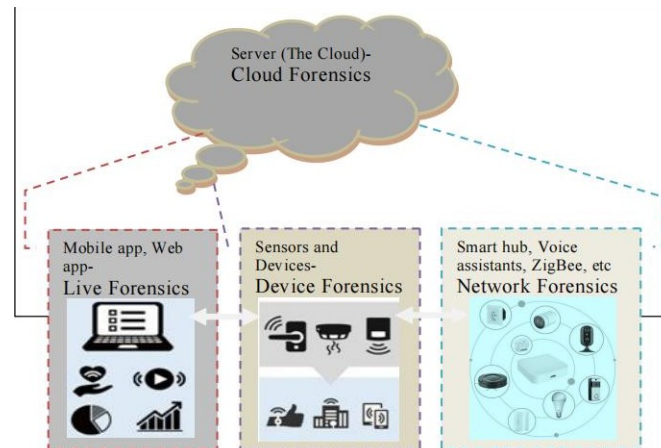 Server (The Cloud)-
Cloud Forensics
Mobile app, Web
app-
Live Forensics
Sensors and
Devices-
Device Forensics
Smart hub, Voice
assistants, ZigBee, etc
Network Forensics